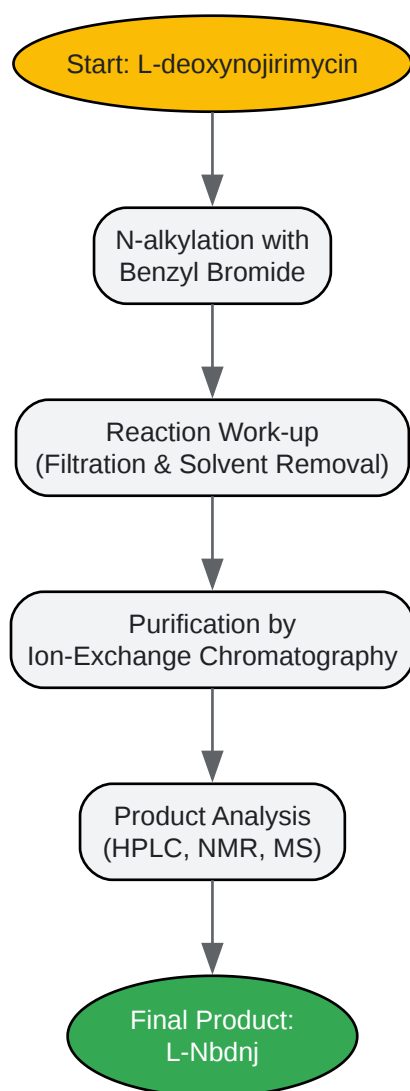 Start: L-deoxynojirimycin
N-alkylation with
Benzyl Bromide
Reaction Work-up
(Filtration & Solvent Removal)
Purification by
Ion-Exchange Chromatography
Product Analysis
(HPLC, NMR, MS)
Final Product:
L-Nbdnj